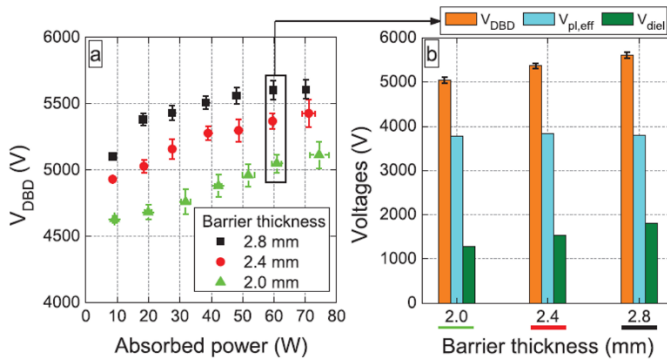 a
6000
5500
5000
4500
4000
V_DBD (V)
0 10 20 30 40 50 60 70 80
Absorbed power (W)
Barrier thickness
2.8 mm
2.4 mm
2.0 mm
V_DBD V_pl,eff V_diel
b
6000
5000
4000
3000
2000
1000
0
Voltages (V)
2.0 2.4 2.8
Barrier thickness (mm)